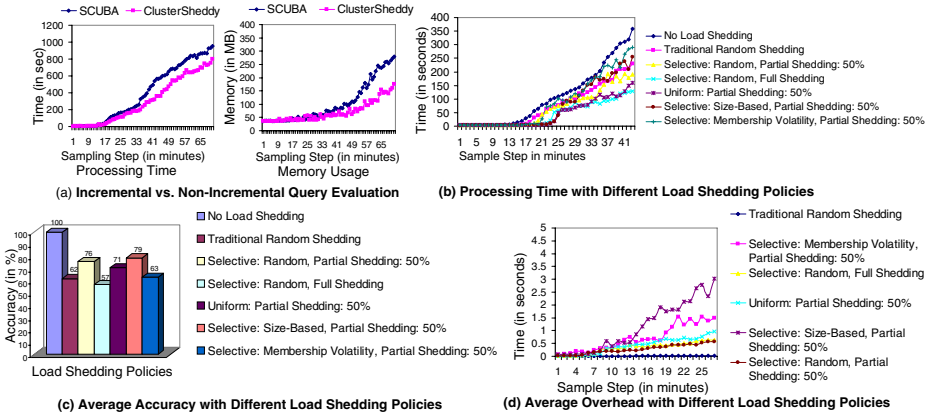 SCUBA ClusterSheddy
Time (in sec)
1200
1000
800
600
400
200
0
1 9 17 25 33 41 49 57 65
Sampling Step (in minutes)
Processing Time
SCUBA ClusterSheddy
Memory (in MB)
400
350
300
250
200
150
100
50
0
1 9 17 25 33 41 49 57 65
Sampling Step (in minutes)
Memory Usage
(a) Incremental vs. Non-Incremental Query Evaluation
Time (in seconds)
400
350
300
250
200
150
100
50
0
1 5 9 13 17 21 25 29 33 37 41
Sample Step in minutes
No Load Shedding
Traditional Random Shedding
Selective: Random, Partial Shedding: 50%
Selective: Random, Full Shedding
Uniform: Partial Shedding: 50%
Selective: Size-Based, Partial Shedding: 50%
Selective: Membership Volatility, Partial Shedding: 50%
(b) Processing Time with Different Load Shedding Policies
Accuracy (in %)
100
90
80
70
60
50
40
30
20
10
0
100
62
76
57
71
79
63
Load Shedding Policies
No Load Shedding
Traditional Random Shedding
Selective: Random, Partial Shedding: 50%
Selective: Random, Full Shedding
Uniform: Partial Shedding: 50%
Selective: Size-Based, Partial Shedding: 50%
Selective: Membership Volatility, Partial Shedding: 50%
(c) Average Accuracy with Different Load Shedding Policies
Time (in seconds)
5
4.5
4
3.5
3
2.5
2
1.5
1
0.5
0
1 4 7 10 13 16 19 22 25
Sample Step (in minutes)
Traditional Random Shedding
Selective: Membership Volatility,
Partial Shedding: 50%
Selective: Random, Full Shedding
Uniform: Partial Shedding: 50%
Selective: Size-Based, Partial
Shedding: 50%
Selective: Random, Partial
Shedding: 50%
(d) Average Overhead with Different Load Shedding Policies